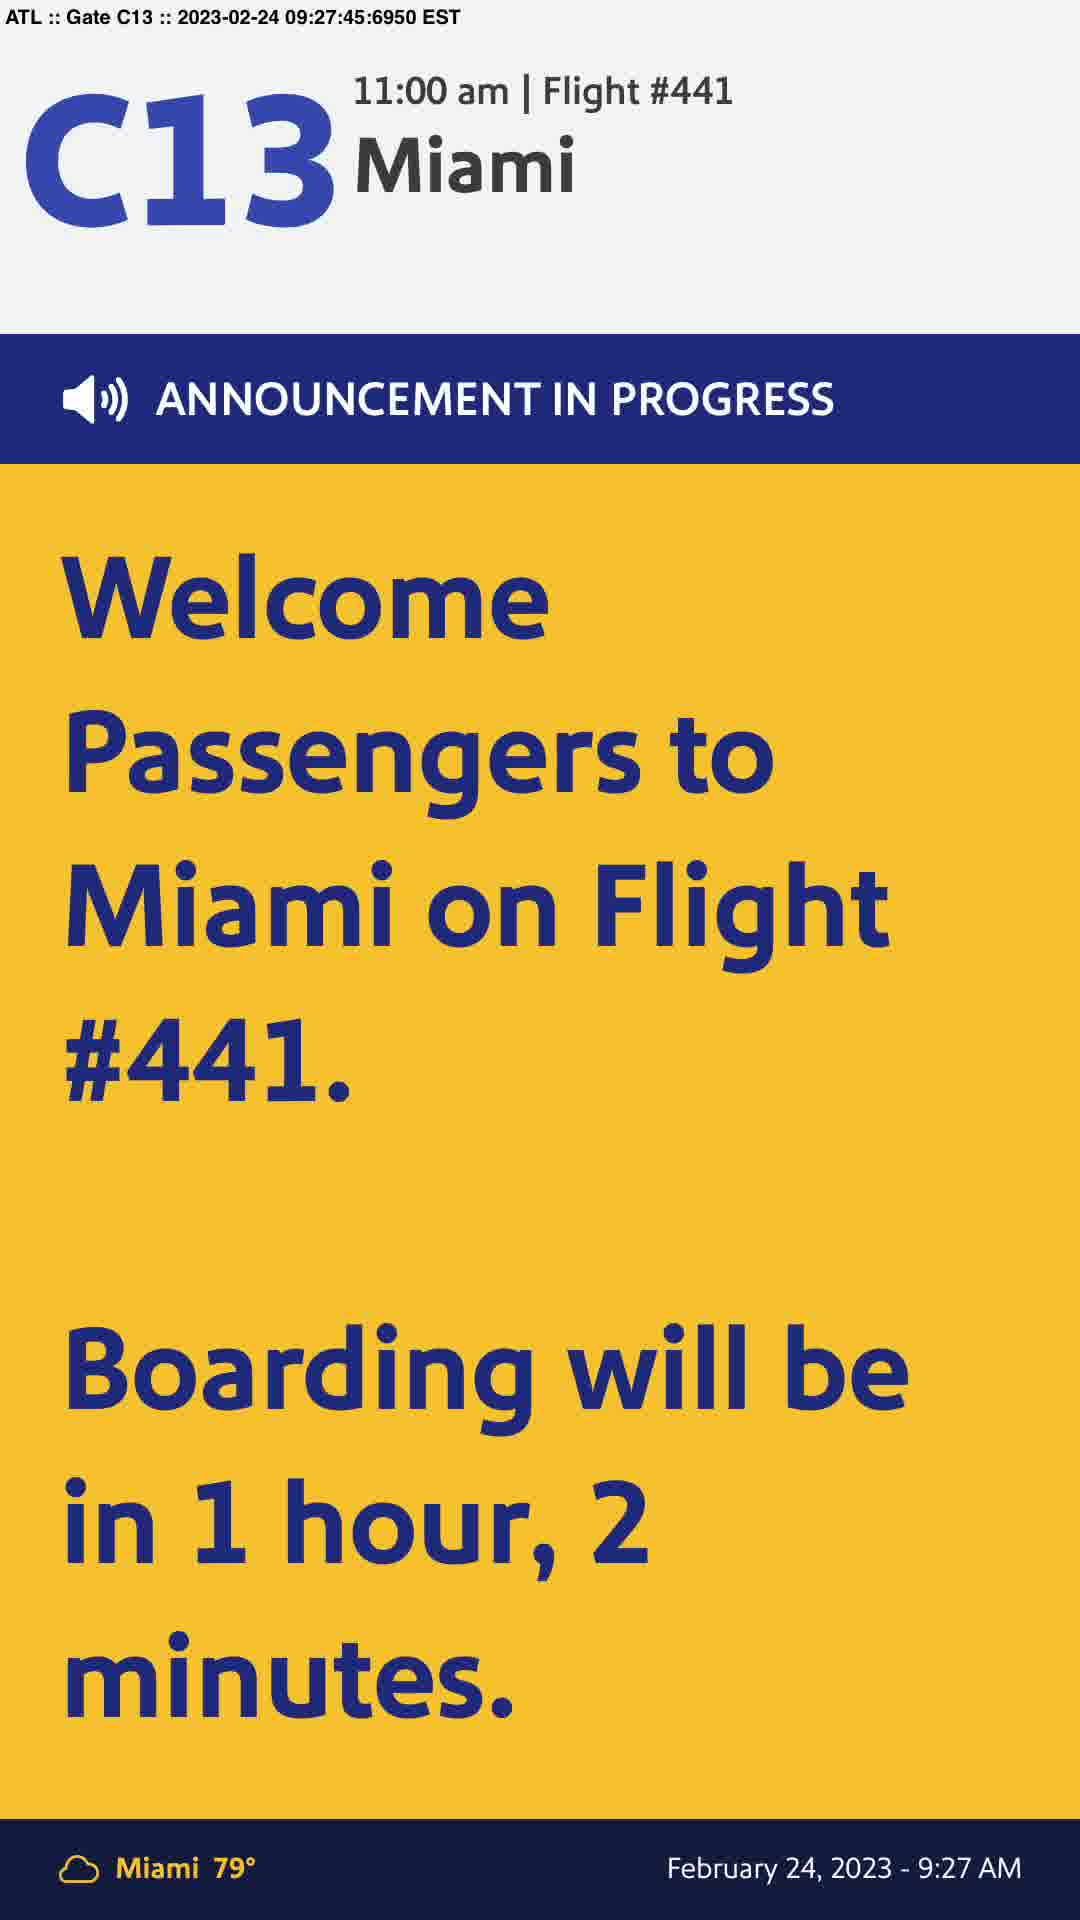 ATL :: Gate C13 :: 2023-02-24 09:27:45:6950 EST
C13
11:00 am | Flight #441
Miami
ANNOUNCEMENT IN PROGRESS
Welcome
Passengers to
Miami on Flight
#441.
Boarding will be
in 1 hour, 2
minutes.
Miami 79°
February 24, 2023 - 9:27 AM